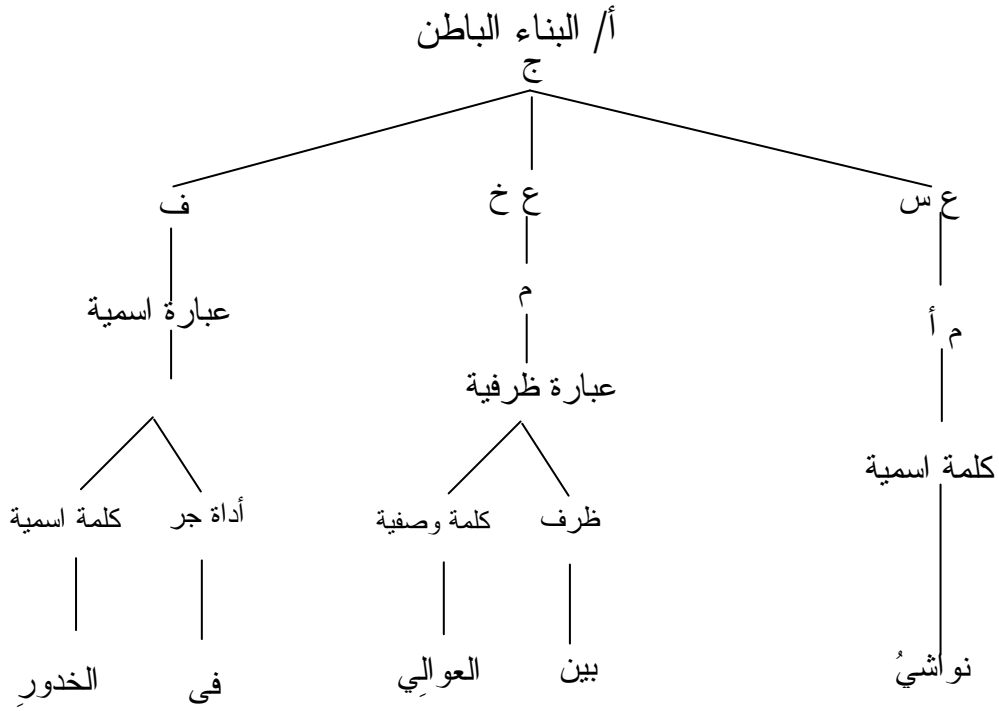 أ/ البناء الباطن
ج
ع س ع خ ف
م أ م عبارة اسمية
كلمة اسمية عبارة ظرفية
ظرف كلمة وصفية أداة جر كلمة اسمية
نواشيُ بين العوالِي فى الخدورِ